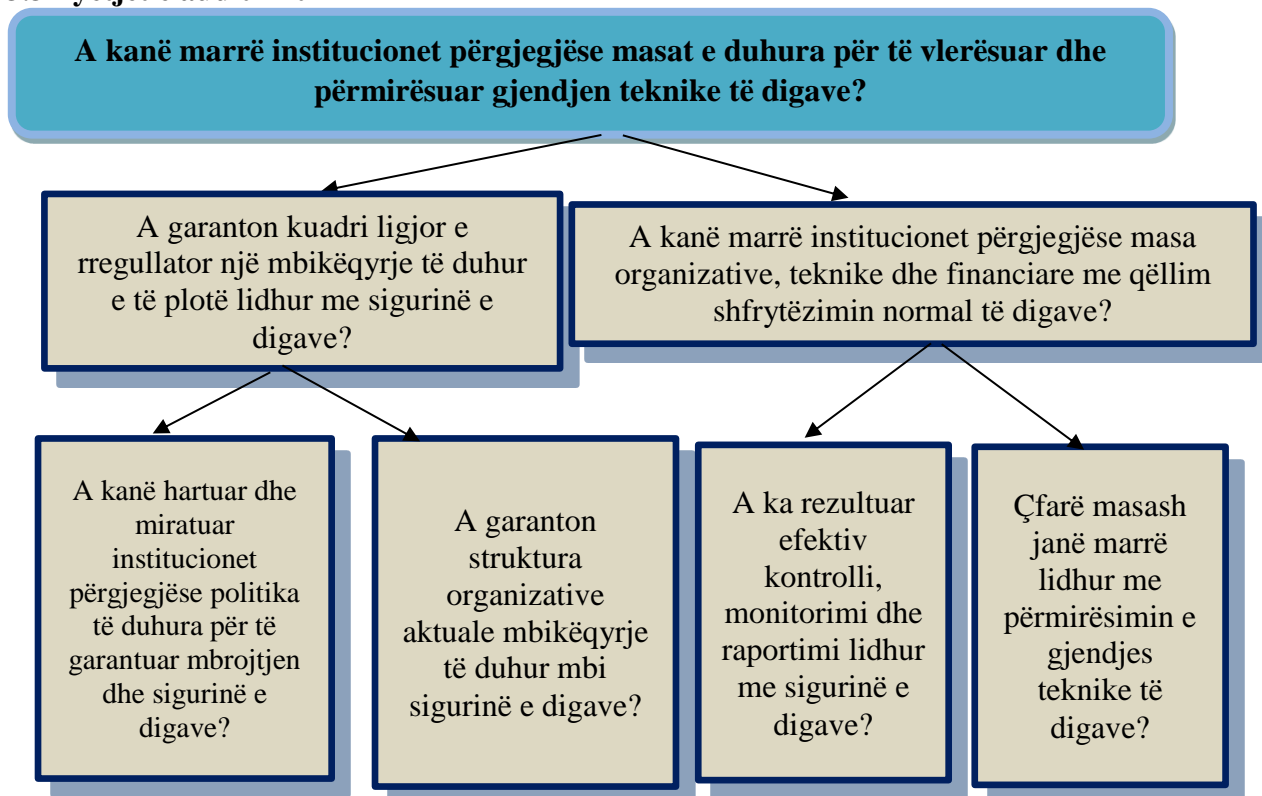 A kanë marrë institucionet përgjegjëse masat e duhura për të vlerësuar dhe
përmirësuar gjendjen teknike të digave?
A garanton kuadri ligjor e
rregullator një mbikëqyrje të duhur
e të plotë lidhur me sigurinë e
digave?
A kanë marrë institucionet përgjegjëse masa
organizative, teknike dhe financiare me qëllim
shfrytëzimin normal të digave?
A kanë hartuar dhe
miratuar
institucionet
përgjegjëse politika
të duhura për të
garantuar mbrojtjen
dhe sigurinë e
digave?
A garanton
struktura
organizative
aktuale mbikëqyrje
të duhur mbi
sigurinë e digave?
A ka rezultuar
efektiv
kontrolli,
monitorimi dhe
raportimi lidhur
me sigurinë e
digave?
Çfarë masash
janë marrë
lidhur me
përmirësimin e
gjendjes
teknike të
digave?